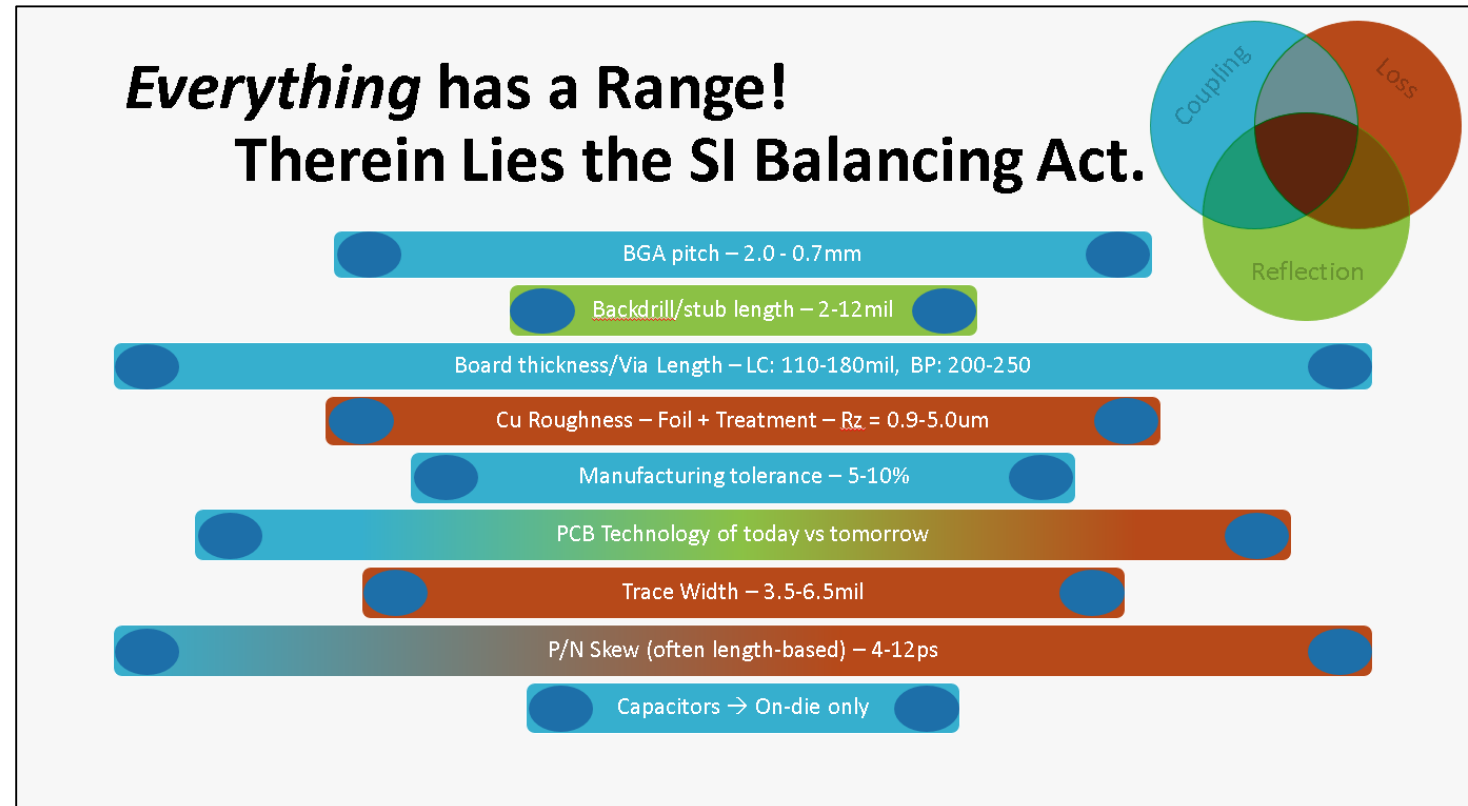 Everything has a Range!
Therein Lies the SI Balancing Act.
Coupling
Loss
Reflection
BGA pitch – 2.0 - 0.7mm
Backdrill/stub length – 2-12mil
Board thickness/Via Length – LC: 110-180mil, BP: 200-250
Cu Roughness – Foil + Treatment – Rz = 0.9-5.0um
Manufacturing tolerance – 5-10%
PCB Technology of today vs tomorrow
Trace Width – 3.5-6.5mil
P/N Skew (often length-based) – 4-12ps
Capacitors → On-die only